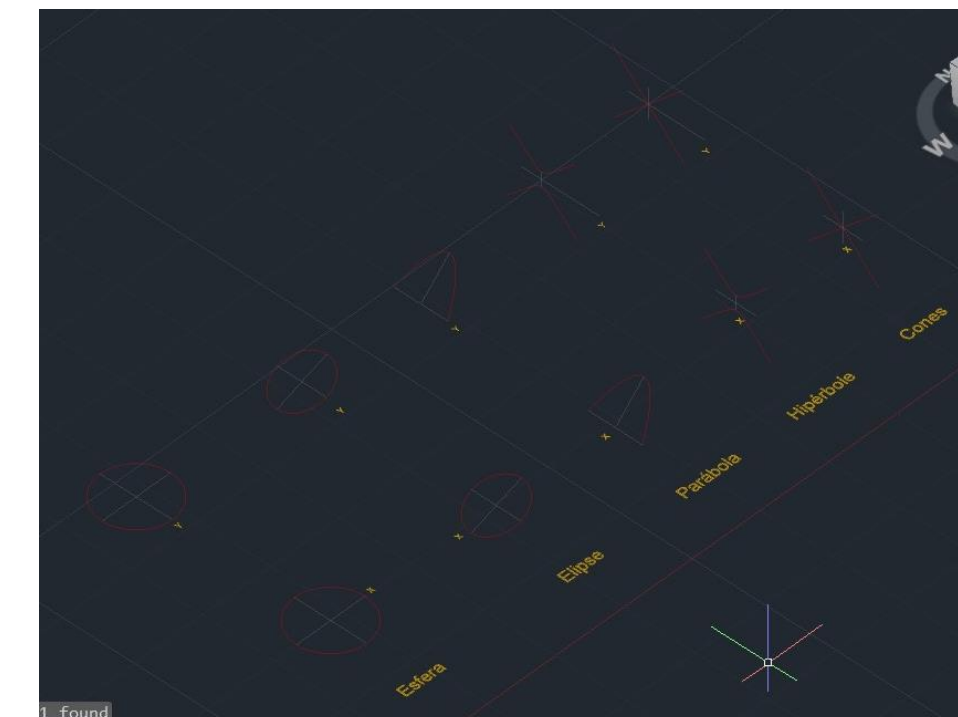 N
W
Y
Y
X
Cones
X
Y
Hipérbole
Y
X
Parábola
Y
X
Elipse
X
Esfera
1 found